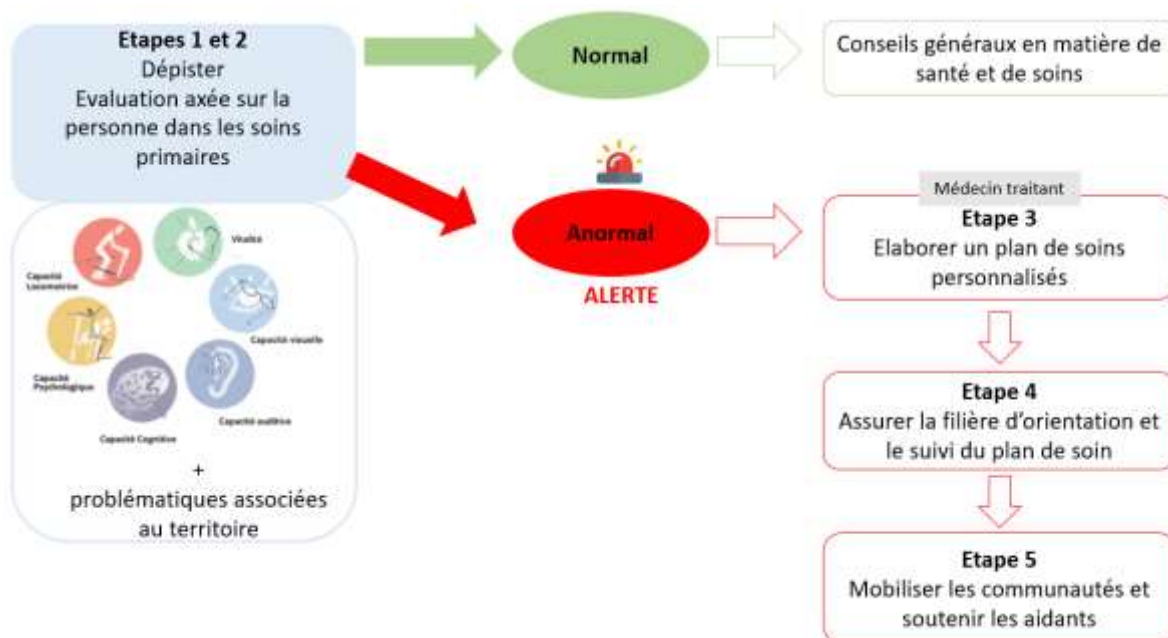 Etapes 1 et 2
Dépister
Evaluation axée sur la
personne dans les soins
primaires
Vitalité
Capacité
Locomotrice
Capacité visuelle
Capacité
Psychologique
Capacité auditive
Capacité Cognitive
+
problématiques associées
au territoire
Normal
Conseils généraux en matière de
santé et de soins
Anormal
ALERTE
Médecin traitant
Etape 3
Elaborer un plan de soins
personnalisés
Etape 4
Assurer la filière d’orientation et
le suivi du plan de soin
Etape 5
Mobiliser les communautés et
soutenir les aidants